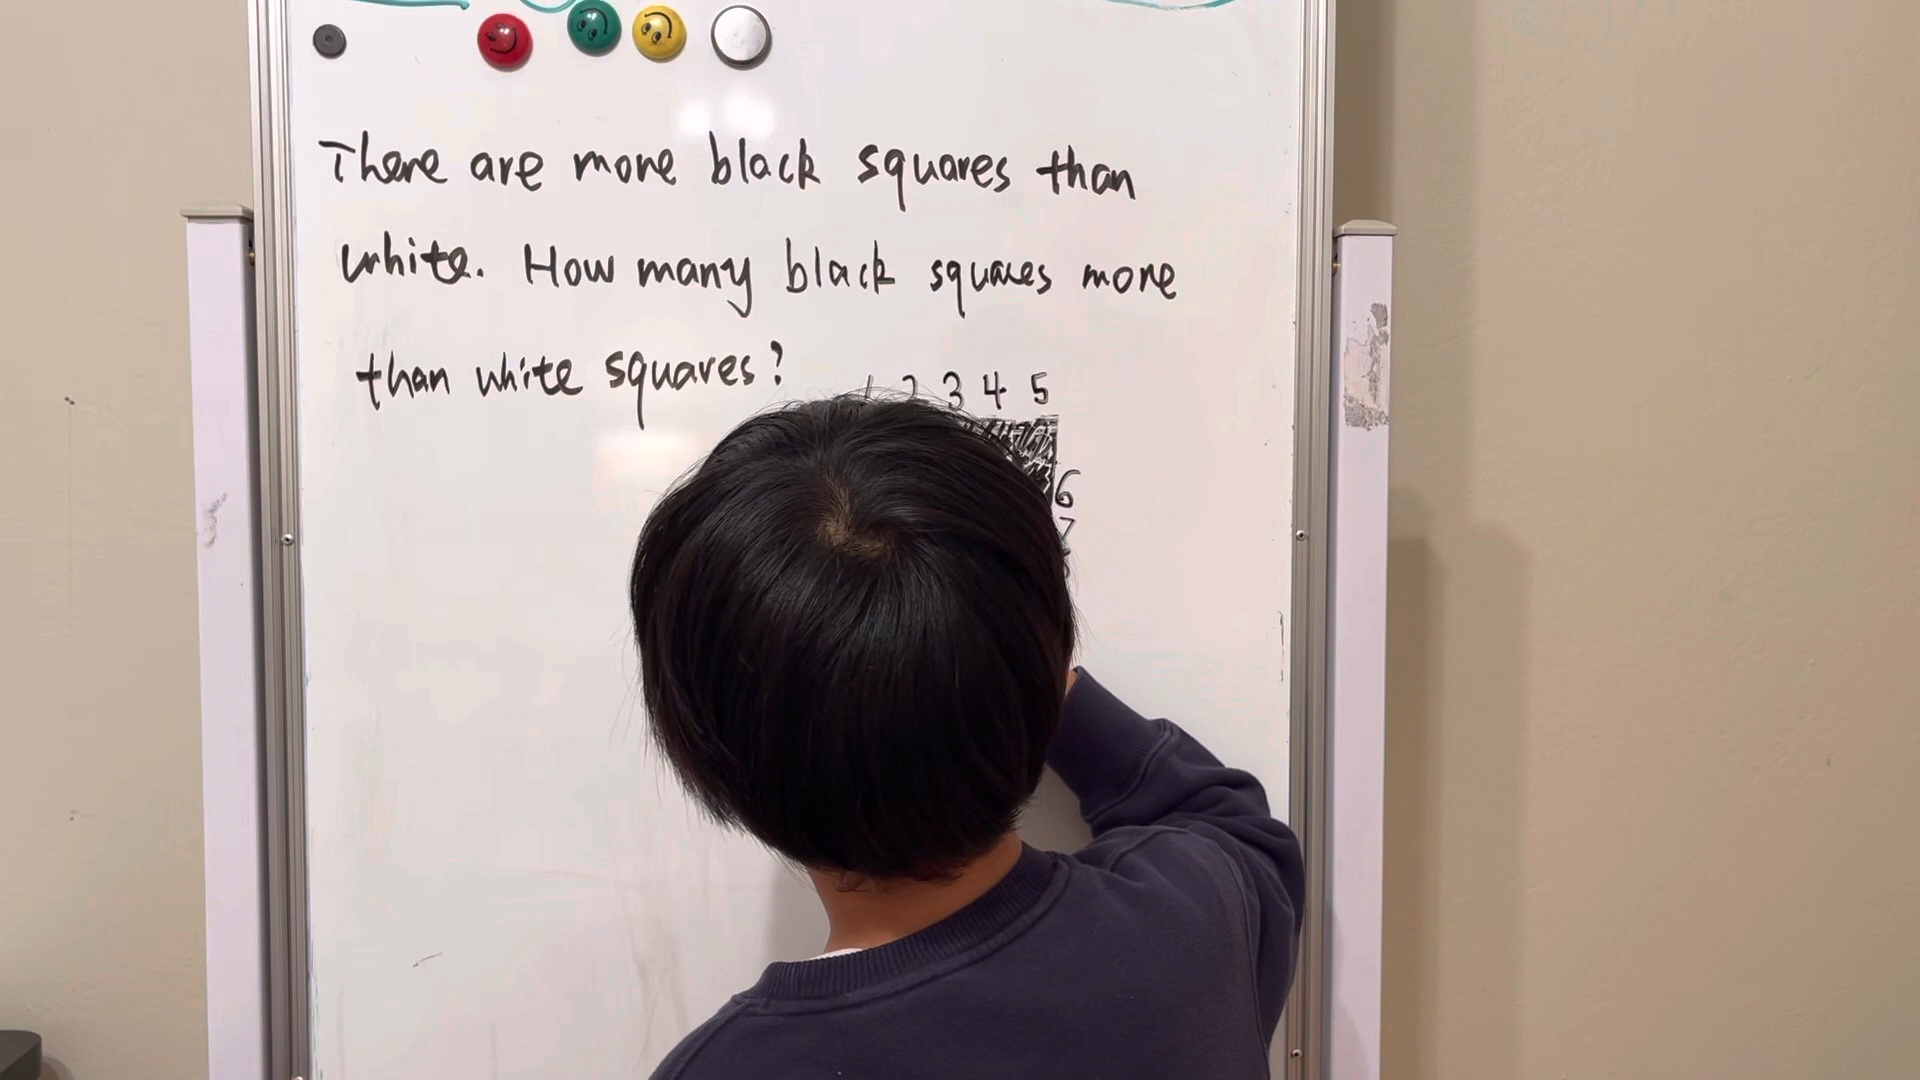 There are more black squares than
white. How many black squares more
than white squares?
2 3 4 5
6
7